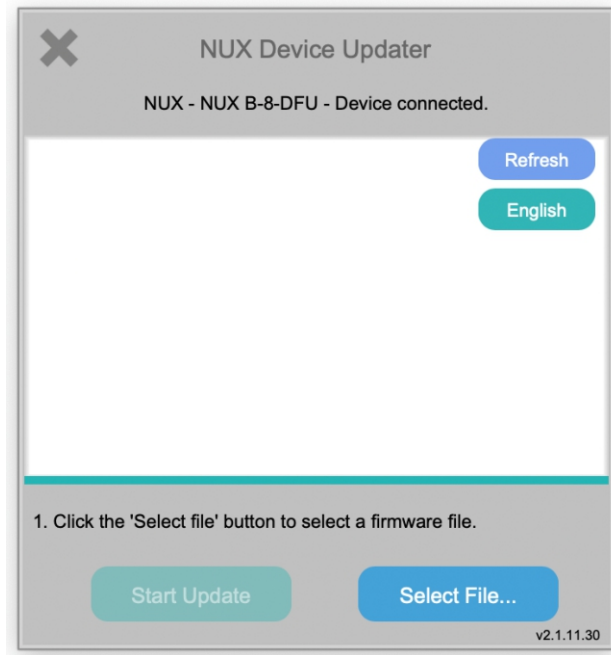 NUX Device Updater
NUX - NUX B-8-DFU - Device connected.
Refresh
English
1. Click the 'Select file' button to select a firmware file.
Start Update
Select File...
v2.1.11.30